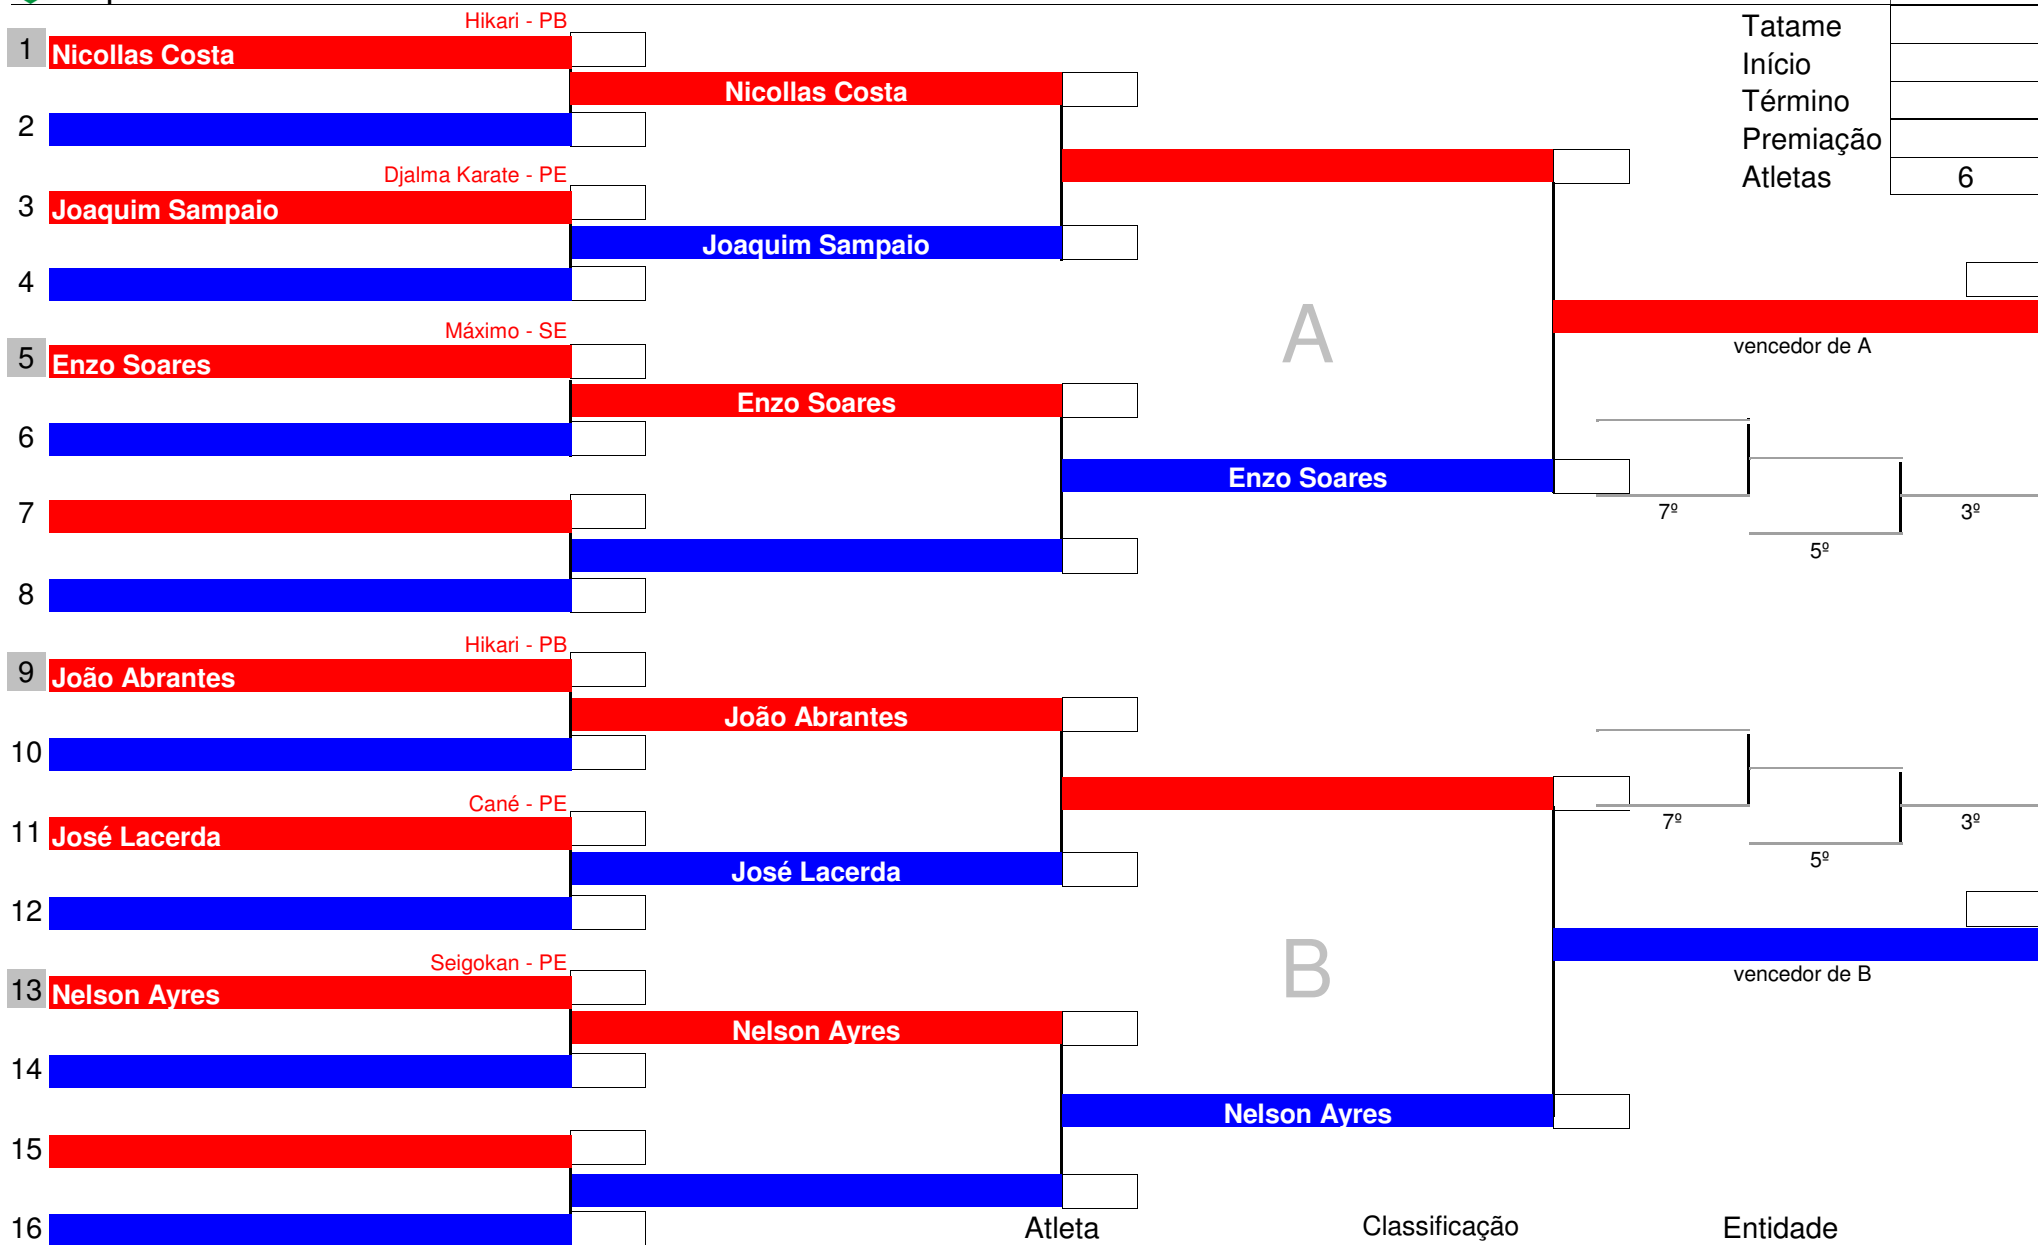 Hikari - PB
1 Nicollas Costa
Nicollas Costa
2
Djalma Karate - PE
3 Joaquim Sampaio
Joaquim Sampaio
4
Máximo - SE
5 Enzo Soares
Enzo Soares
6
7
8
Enzo Soares
A
Hikari - PB
9 João Abrantes
João Abrantes
10
Cané - PE
11 José Lacerda
José Lacerda
12
Seigokan - PE
13 Nelson Ayres
Nelson Ayres
14
15
16
Nelson Ayres
B
Tatame
Início
Término
Premiação
Atletas 6
vencedor de A
7º
5º
3º
7º
5º
3º
vencedor de B
Atleta Classificação Entidade